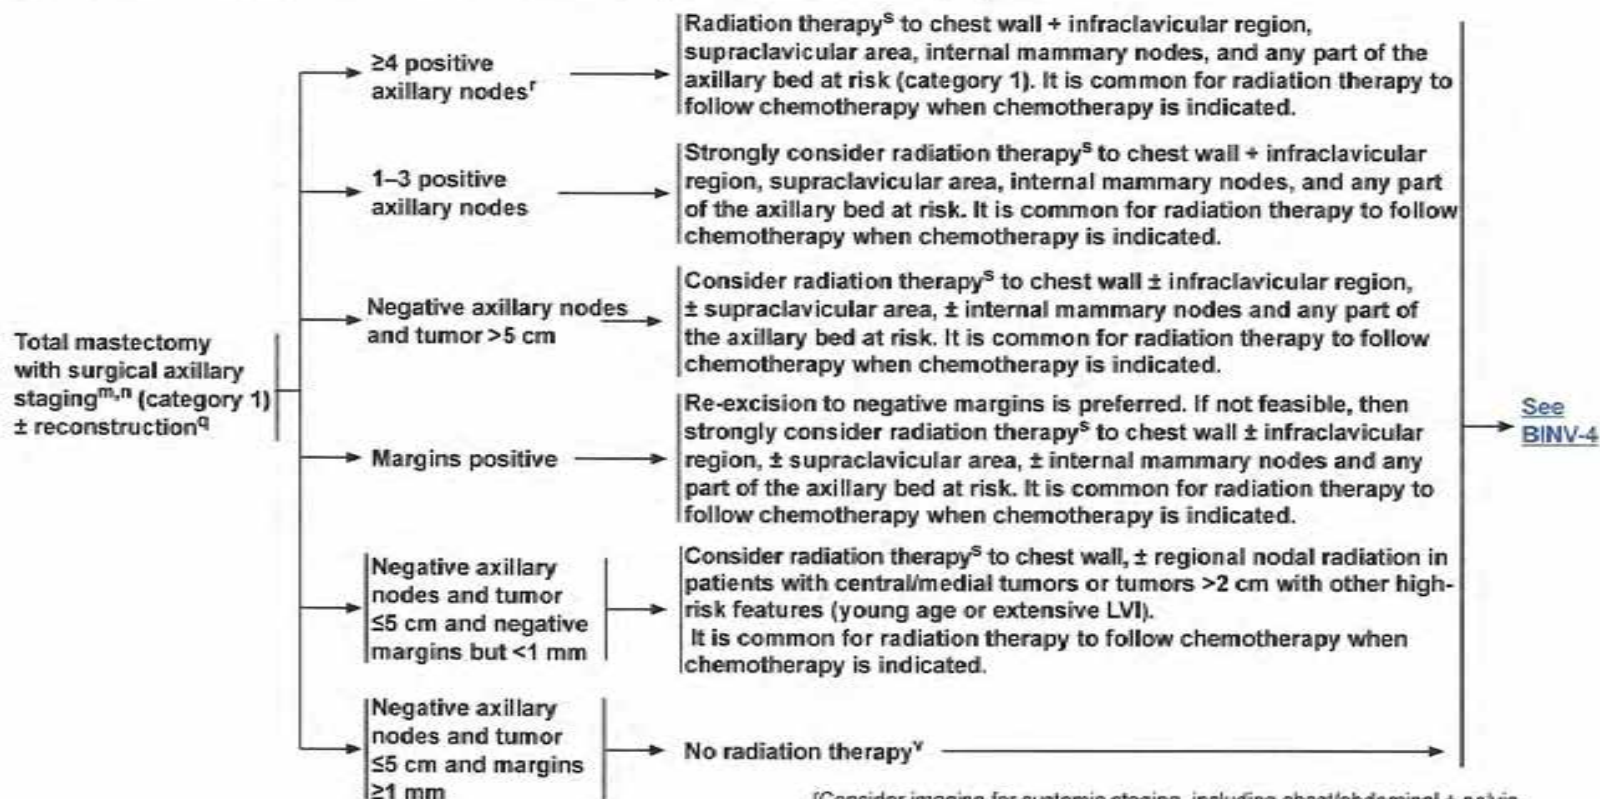 Total mastectomy
with surgical axillary
staging^m,n (category 1)
± reconstruction^q
≥4 positive
axillary nodes^r
Radiation therapy^s to chest wall + infraclavicular region,
supraclavicular area, internal mammary nodes, and any part of the
axillary bed at risk (category 1). It is common for radiation therapy to
follow chemotherapy when chemotherapy is indicated.
1–3 positive
axillary nodes
Strongly consider radiation therapy^s to chest wall + infraclavicular
region, supraclavicular area, internal mammary nodes, and any part
of the axillary bed at risk. It is common for radiation therapy to follow
chemotherapy when chemotherapy is indicated.
Negative axillary nodes
and tumor >5 cm
Consider radiation therapy^s to chest wall ± infraclavicular region,
± supraclavicular area, ± internal mammary nodes and any part of
the axillary bed at risk. It is common for radiation therapy to follow
chemotherapy when chemotherapy is indicated.
Margins positive
Re-excision to negative margins is preferred. If not feasible, then
strongly consider radiation therapy^s to chest wall ± infraclavicular
region, ± supraclavicular area, ± internal mammary nodes and any
part of the axillary bed at risk. It is common for radiation therapy to
follow chemotherapy when chemotherapy is indicated.
Negative axillary
nodes and tumor
≤5 cm and negative
margins but <1 mm
Consider radiation therapy^s to chest wall, ± regional nodal radiation in
patients with central/medial tumors or tumors >2 cm with other high-
risk features (young age or extensive LVI).
It is common for radiation therapy to follow chemotherapy when
chemotherapy is indicated.
Negative axillary
nodes and tumor
≤5 cm and margins
≥1 mm
No radiation therapy^v
See
BINV-4
Consider imaging for systemic staging, including chest/abdominal ± pelvic